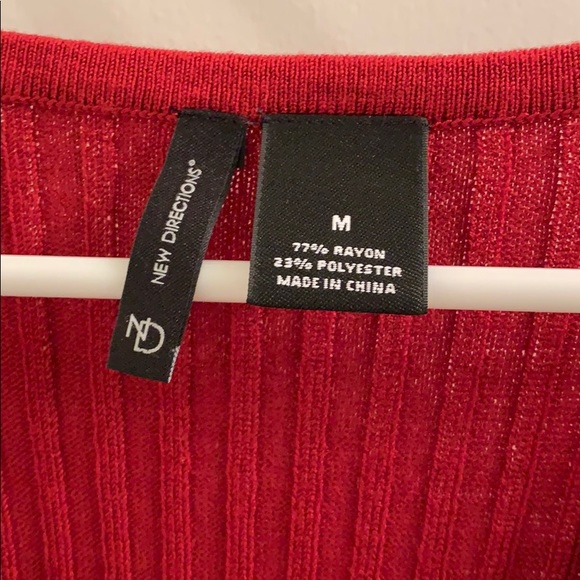 NEW DIRECTIONS®
ND
M
77% RAYON
23% POLYESTER
MADE IN CHINA